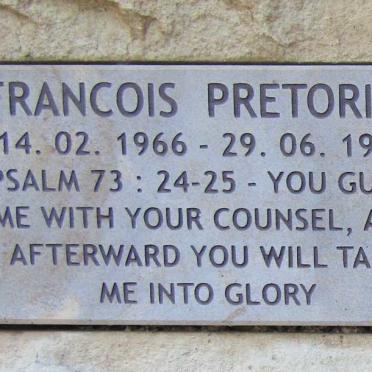 FRANCOIS PRETORI
14. 02. 1966 - 29. 06. 19
PSALM 73 : 24-25 - YOU GU
ME WITH YOUR COUNSEL, A
AFTERWARD YOU WILL TA
ME INTO GLORY